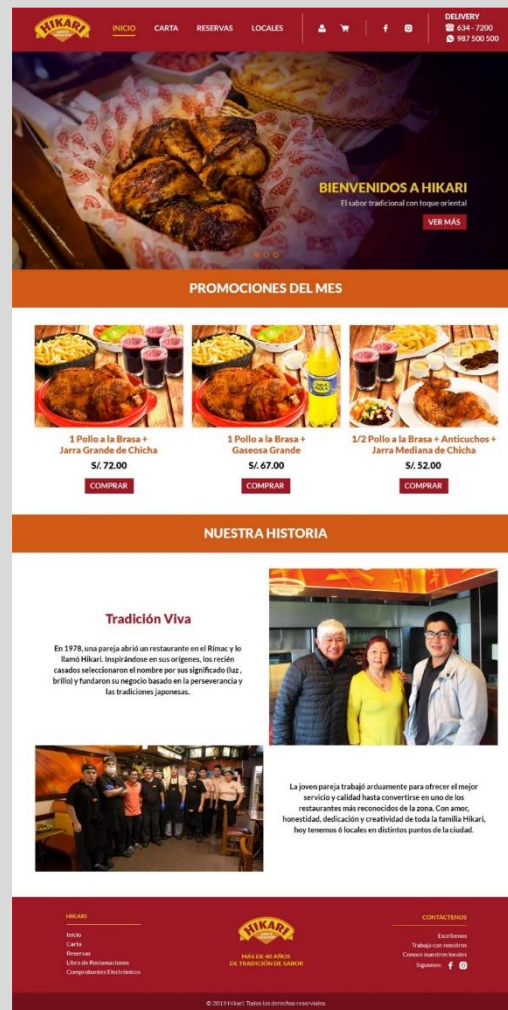 HIKARI
INICIO
CARTA
RESERVAS
LOCALES
DELIVERY
634 - 7200
987 500 500
BIENVENIDOS A HIKARI
El sabor tradicional con toque oriental
VER MÁS
PROMOCIONES DEL MES
1 Pollo a la Brasa +
Jarra Grande de Chicha
S/. 72.00
COMPRAR
1 Pollo a la Brasa +
Gaseosa Grande
S/. 67.00
COMPRAR
1/2 Pollo a la Brasa + Anticuchos +
Jarra Mediana de Chicha
S/. 52.00
COMPRAR
NUESTRA HISTORIA
Tradición Viva
En 1978, una pareja abrió un restaurante en el Rímac y lo
llamó Hikari. Inspirándose en sus orígenes, los recién
casados seleccionaron el nombre por sus significado (luz ,
brillo) y fundaron su negocio basado en la perseverancia y
las tradiciones japonesas.
La joven pareja trabajó arduamente para ofrecer el mejor
servicio y calidad hasta convertirse en uno de los
restaurantes más reconocidos de la zona. Con amor,
honestidad, dedicación y creatividad de toda la familia Hikari,
hoy tenemos 6 locales en distintos puntos de la ciudad.
HIKARI
Inicio
Carta
Reservas
Libro de Reclamaciones
Comprobantes Electrónicos
HIKARI
MÁS DE 40 AÑOS
DE TRADICIÓN DE SABOR
CONTÁCTENOS
Escríbenos
Trabaja con nosotros
Conoce nuestros locales
Síguenos:
© 2019 Hikari. Todos los derechos reservados.